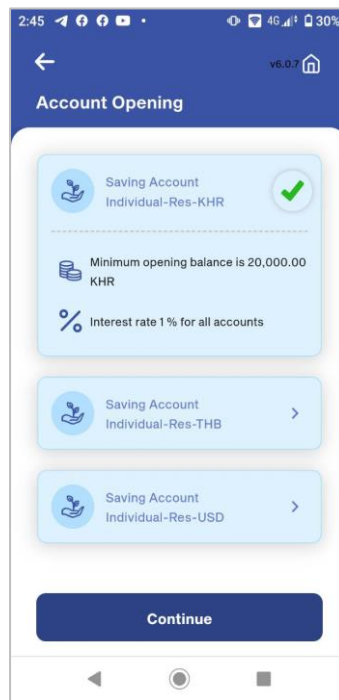 2:45 4G 30%
v6.0.7
Account Opening
Saving Account
Individual-Res-KHR
Minimum opening balance is 20,000.00
KHR
% Interest rate 1 % for all accounts
Saving Account
Individual-Res-THB
Saving Account
Individual-Res-USD
Continue